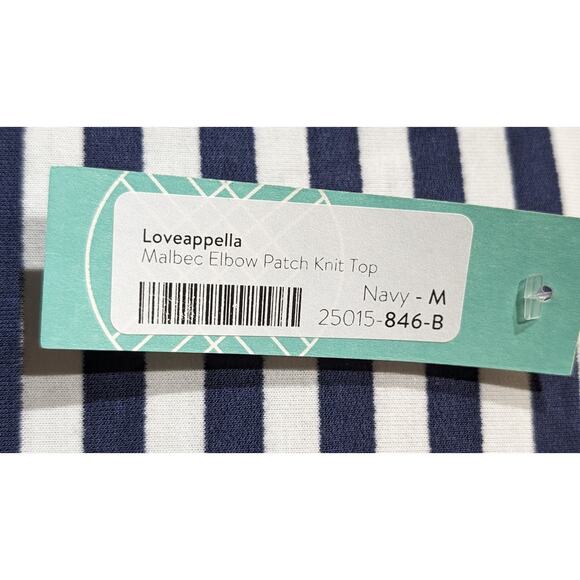 Loveappella
Malbec Elbow Patch Knit Top
Navy - M
25015-846-B